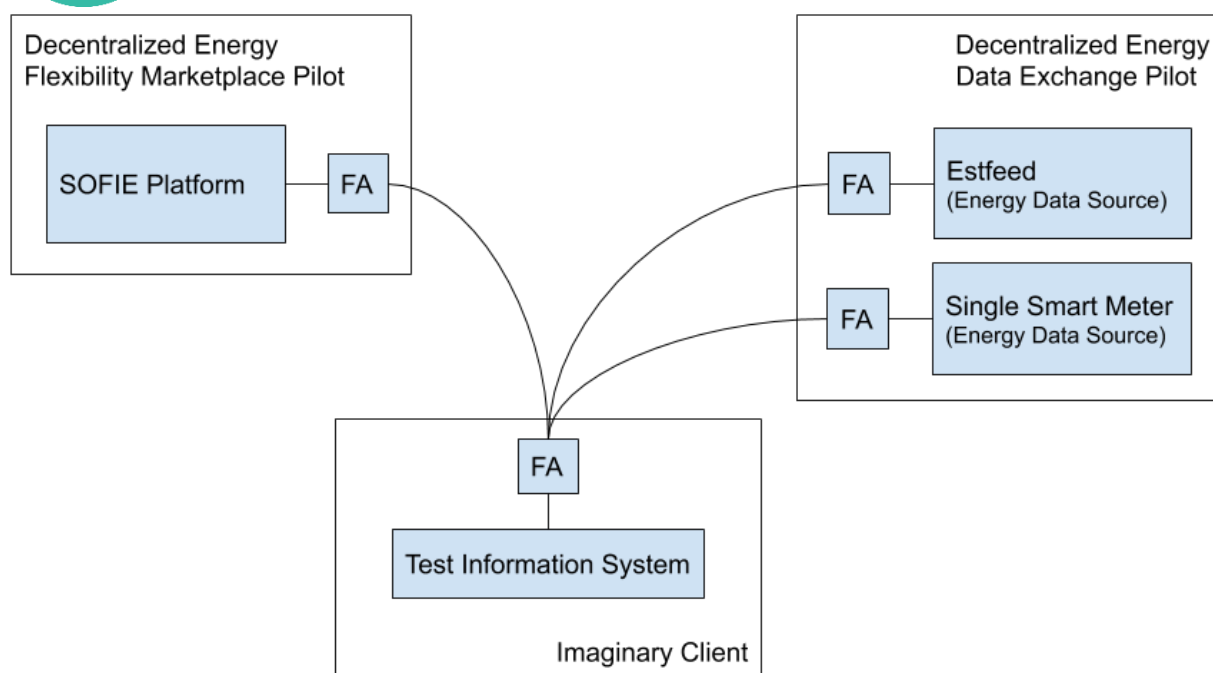 Decentralized Energy
Flexibility Marketplace Pilot
SOFIE Platform
FA
Decentralized Energy
Data Exchange Pilot
FA
Estfeed
(Energy Data Source)
FA
Single Smart Meter
(Energy Data Source)
FA
Test Information System
Imaginary Client